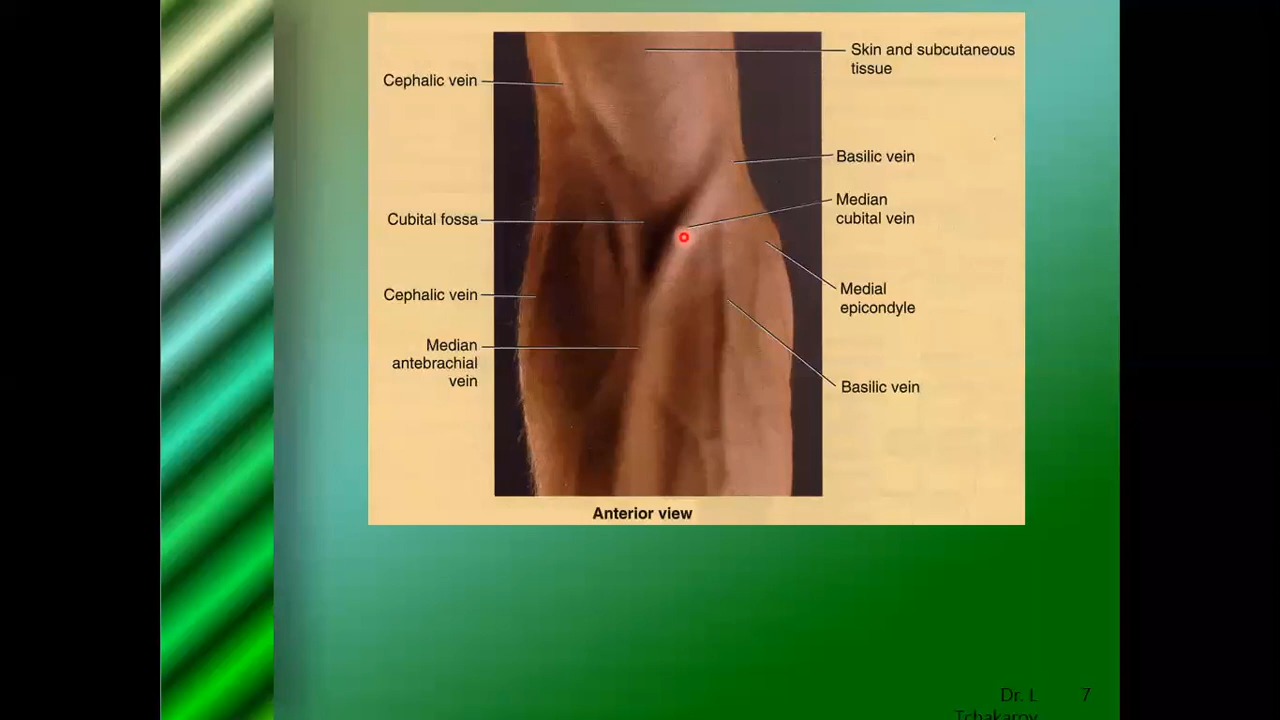 Cephalic vein
Cubital fossa
Cephalic vein
Median
antebrachial
vein
Skin and subcutaneous
tissue
Basilic vein
Median
cubital vein
Medial
epicondyle
Basilic vein
Anterior view
Dr. L
Tchakarov
7